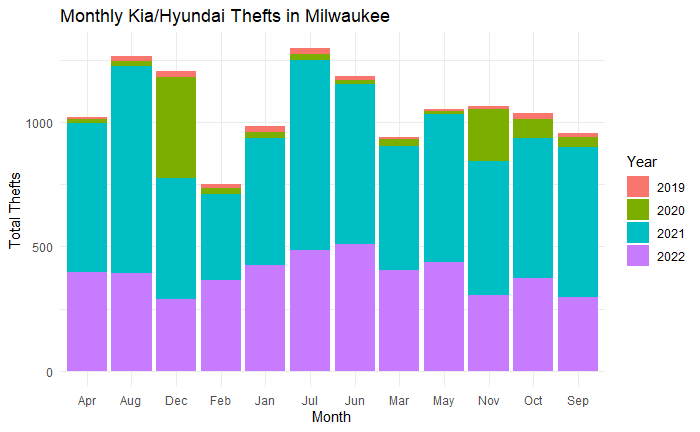 Monthly Kia/Hyundai Thefts in Milwaukee
Total Thefts
1000
500
0
Apr Aug Dec Feb Jan Jul Jun Mar May Nov Oct Sep
Month
Year
2019
2020
2021
2022